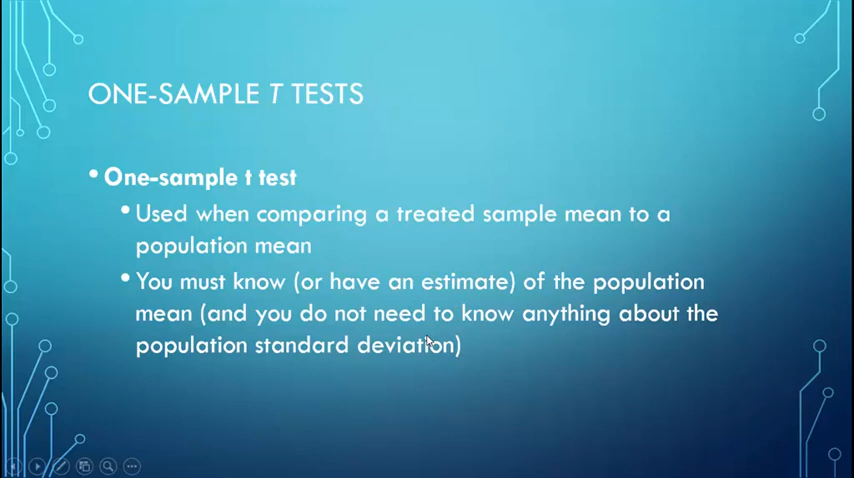 ONE-SAMPLE T TESTS
• One-sample t test
• Used when comparing a treated sample mean to a
population mean
• You must know (or have an estimate) of the population
mean (and you do not need to know anything about the
population standard deviation)